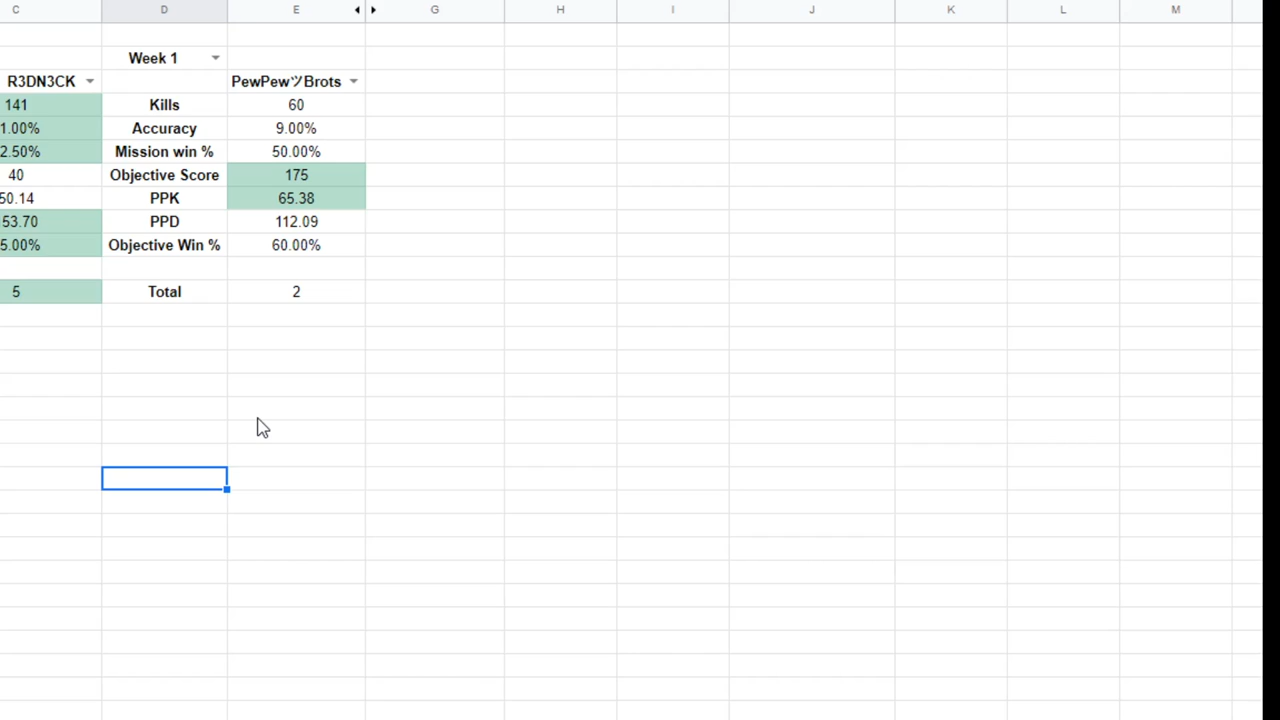 C D E G H I J K L M
Week 1
R3DN3CK PewPewツBrots
141 Kills 60
1.00% Accuracy 9.00%
2.50% Mission win % 50.00%
40 Objective Score 175
50.14 PPK 65.38
53.70 PPD 112.09
5.00% Objective Win % 60.00%
5 Total 2